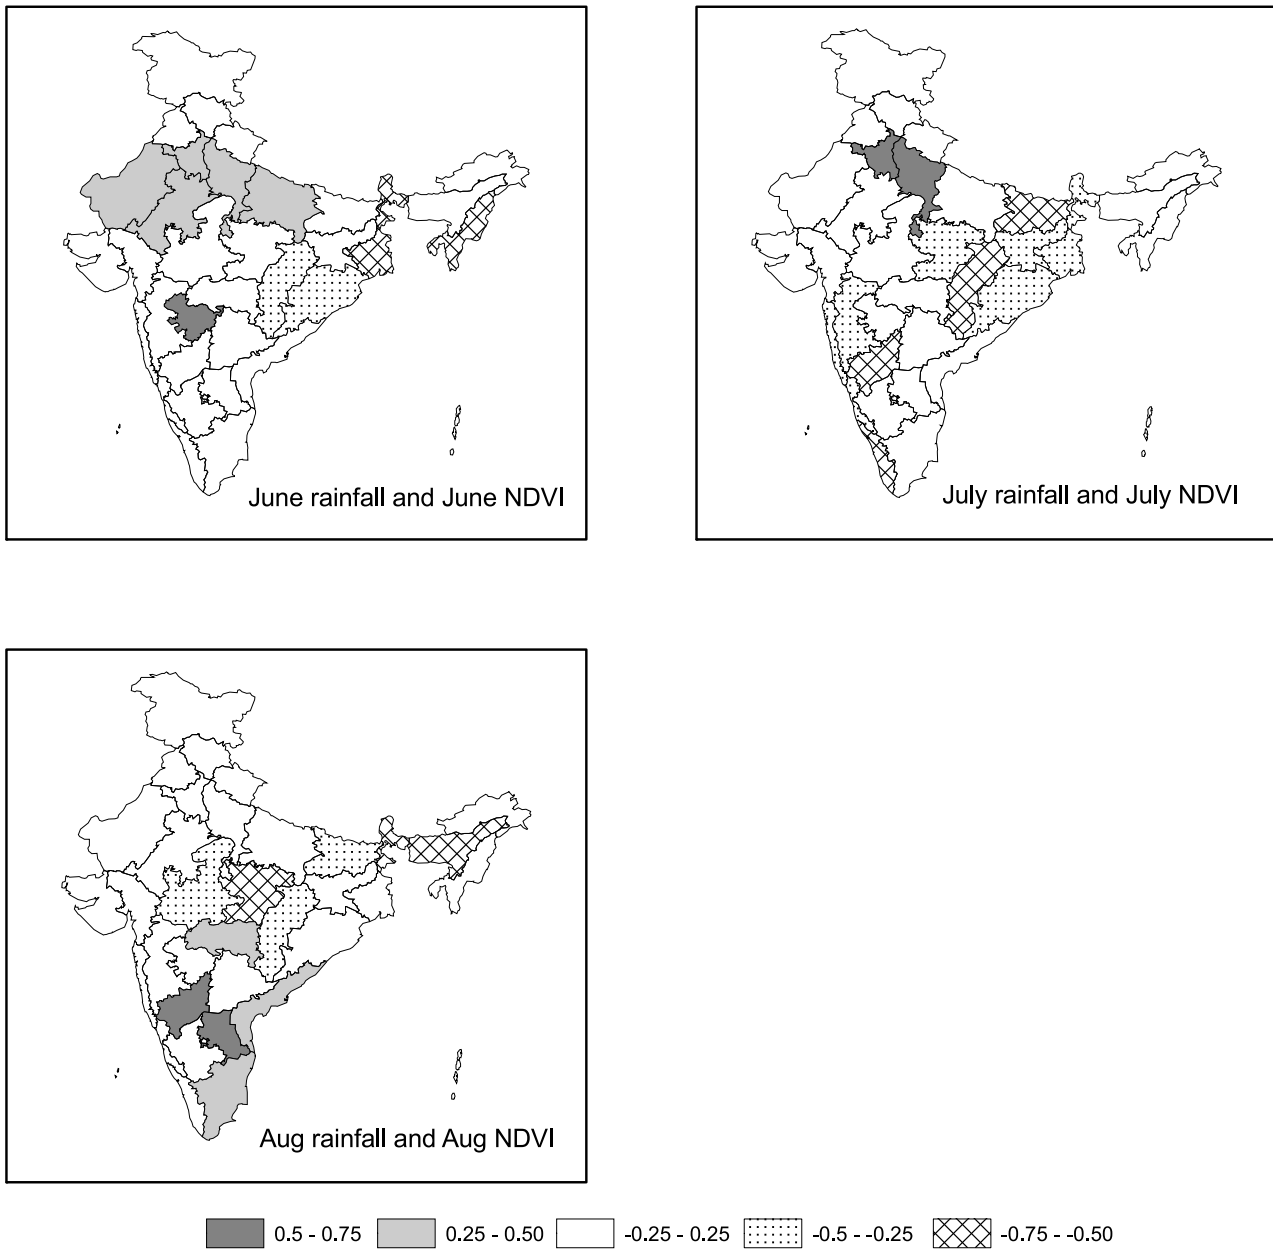 June rainfall and June NDVI
July rainfall and July NDVI
Aug rainfall and Aug NDVI
0.5 - 0.75 0.25 - 0.50 -0.25 - 0.25 -0.5 - -0.25 -0.75 - -0.50